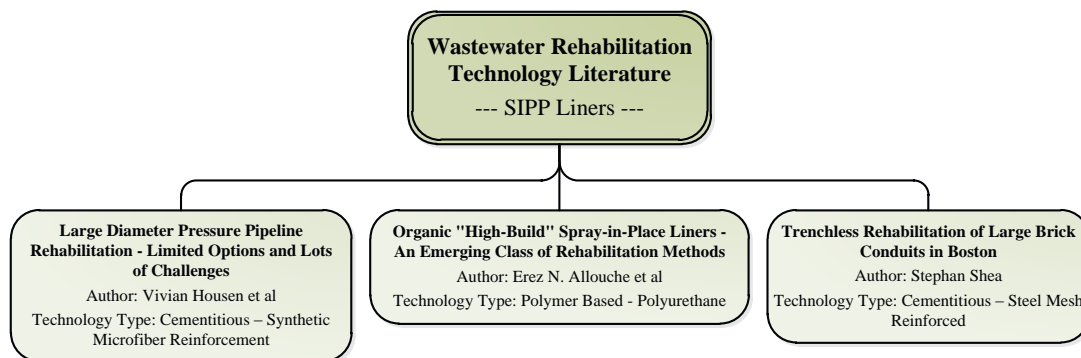 Wastewater Rehabilitation
Technology Literature
--- SIPP Liners ---
Large Diameter Pressure Pipeline
Rehabilitation - Limited Options and Lots
of Challenges
Author: Vivian Housen et al
Technology Type: Cementitious – Synthetic
Microfiber Reinforcement
Organic "High-Build" Spray-in-Place Liners -
An Emerging Class of Rehabilitation Methods
Author: Erez N. Allouche et al
Technology Type: Polymer Based - Polyurethane
Trenchless Rehabilitation of Large Brick
Conduits in Boston
Author: Stephan Shea
Technology Type: Cementitious – Steel Mesh
Reinforced